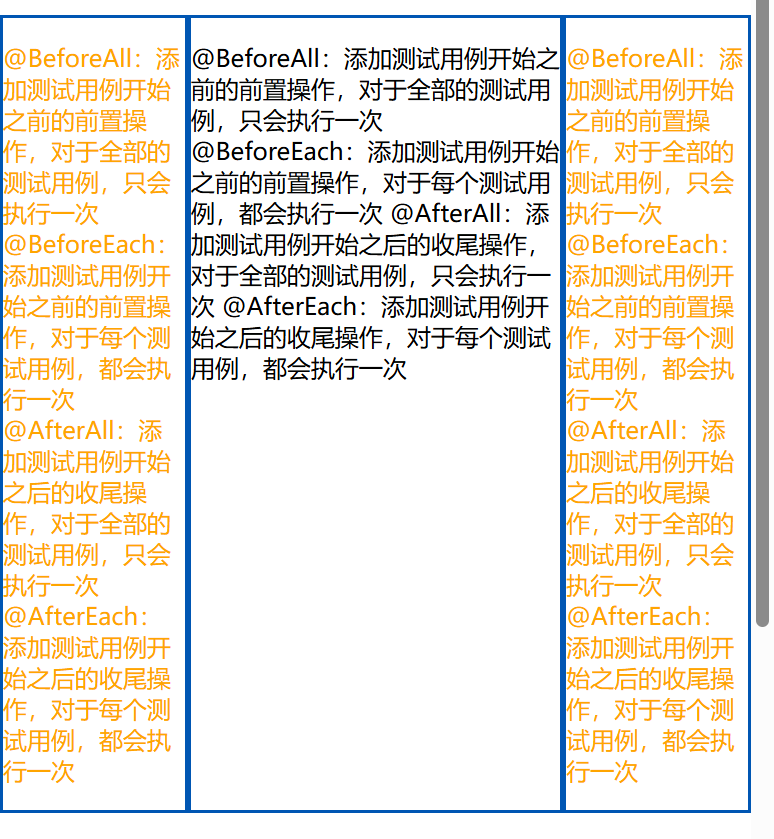 @BeforeAll：添
加测试用例开始
之前的前置操
作，对于全部的
测试用例，只会
执行一次
@BeforeEach：
添加测试用例开
始之前的前置操
作，对于每个测
试用例，都会执
行一次
@AfterAll：添
加测试用例开始
之后的收尾操
作，对于全部的
测试用例，只会
执行一次
@AfterEach：
添加测试用例开
始之后的收尾操
作，对于每个测
试用例，都会执
行一次
@BeforeAll：添加测试用例开始之
前的前置操作，对于全部的测试用
例，只会执行一次
@BeforeEach：添加测试用例开始
之前的前置操作，对于每个测试用
例，都会执行一次 @AfterAll：添
加测试用例开始之后的收尾操作，
对于全部的测试用例，只会执行一
次 @AfterEach：添加测试用例开
始之后的收尾操作，对于每个测试
用例，都会执行一次
@BeforeAll：添
加测试用例开始
之前的前置操
作，对于全部的
测试用例，只会
执行一次
@BeforeEach：
添加测试用例开
始之前的前置操
作，对于每个测
试用例，都会执
行一次
@AfterAll：添
加测试用例开始
之后的收尾操
作，对于全部的
测试用例，只会
执行一次
@AfterEach：
添加测试用例开
始之后的收尾操
作，对于每个测
试用例，都会执
行一次